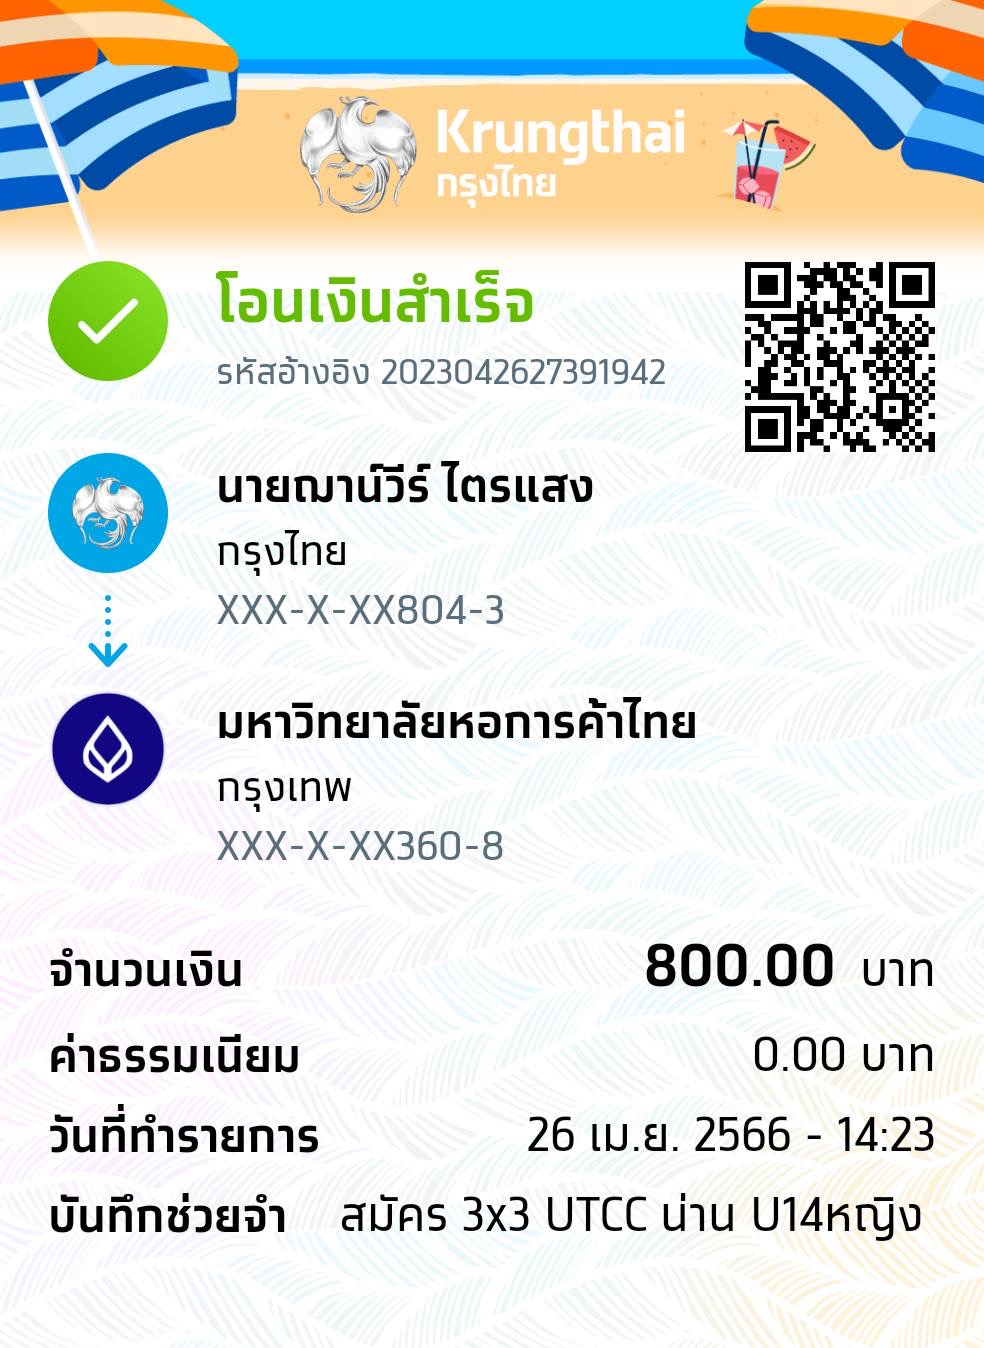 Krungthai
กรุงไทย
โอนเงินสำเร็จ
รหัสอ้างอิง 2023042627391942
นายฌาน์วีร์ ไตรแสง
กรุงไทย
XXX-X-XX804-3
มหาวิทยาลัยหอการค้าไทย
กรุงเทพ
XXX-X-XX360-8
จำนวนเงิน 800.00 บาท
ค่าธรรมเนียม 0.00 บาท
วันที่ทำรายการ 26 เม.ย. 2566 - 14:23
บันทึกช่วยจำ สมัคร 3x3 UTCC น่าน U14หญิง